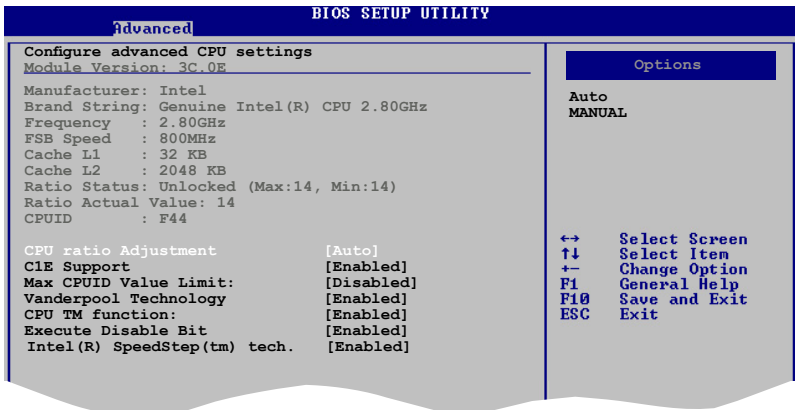 BIOS SETUP UTILITY
Advanced
Configure advanced CPU settings
Module Version: 3C.0E
Manufacturer: Intel
Brand String: Genuine Intel(R) CPU 2.80GHz
Frequency : 2.80GHz
FSB Speed : 800MHz
Cache L1 : 32 KB
Cache L2 : 2048 KB
Ratio Status: Unlocked (Max:14, Min:14)
Ratio Actual Value: 14
CPUID : F44
CPU ratio Adjustment [Auto]
C1E Support [Enabled]
Max CPUID Value Limit: [Disabled]
Vanderpool Technology [Enabled]
CPU TM function: [Enabled]
Execute Disable Bit [Enabled]
Intel(R) SpeedStep(tm) tech. [Enabled]
Options
Auto
MANUAL
←→ Select Screen
↑↓ Select Item
+- Change Option
F1 General Help
F10 Save and Exit
ESC Exit